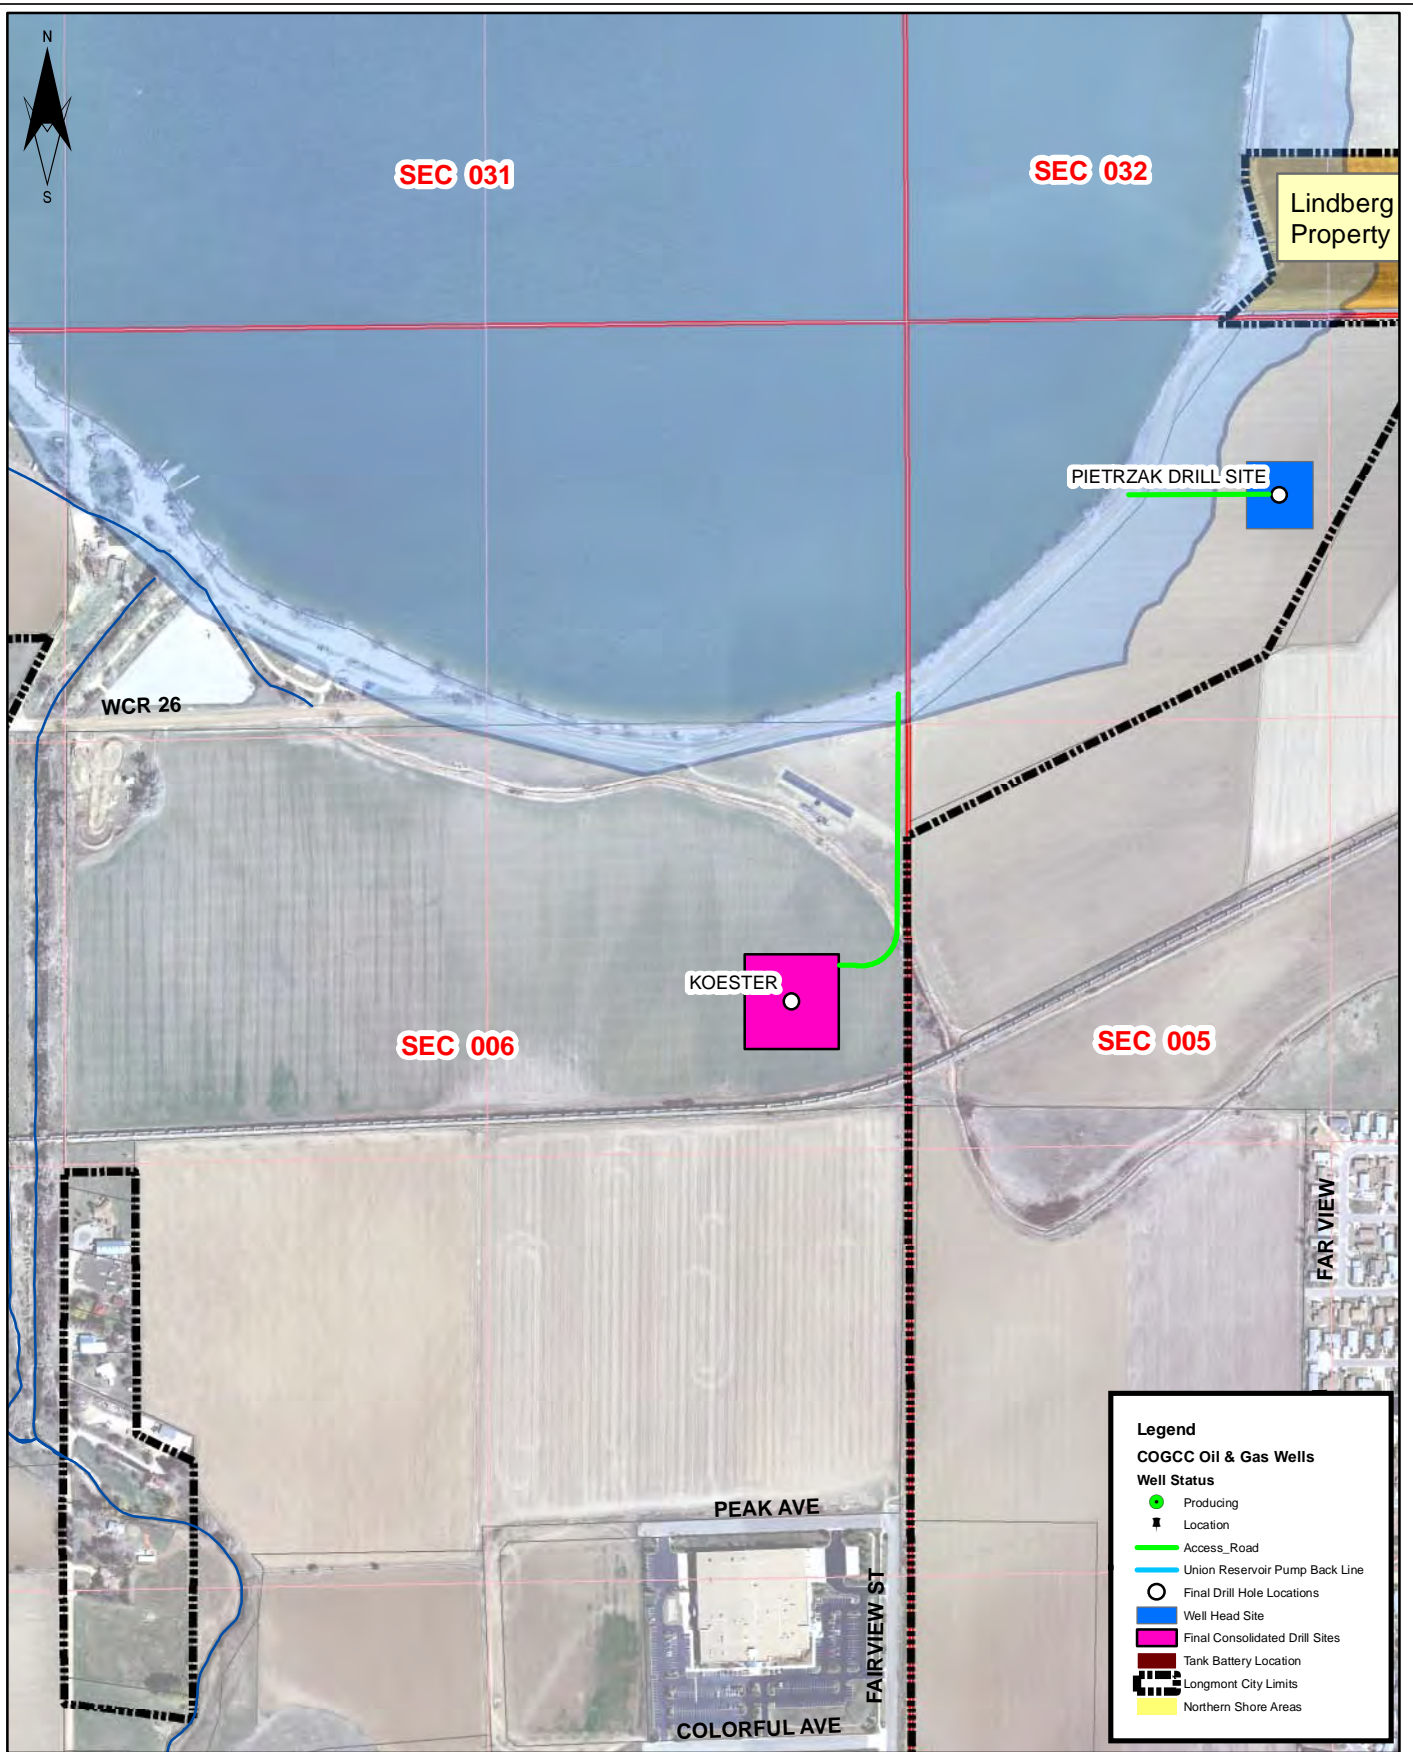 N
S
SEC 031
SEC 032
Lindberg
Property
PIETRZAK DRILL SITE
WCR 26
KOESTER
SEC 006
SEC 005
FAR VIEW
PEAK AVE
FAIRVIEW ST
COLORFUL AVE
Legend
COGCC Oil & Gas Wells
Well Status
Producing
Location
Access_Road
Union Reservoir Pump Back Line
Final Drill Hole Locations
Well Head Site
Final Consolidated Drill Sites
Tank Battery Location
Longmont City Limits
Northern Shore Areas